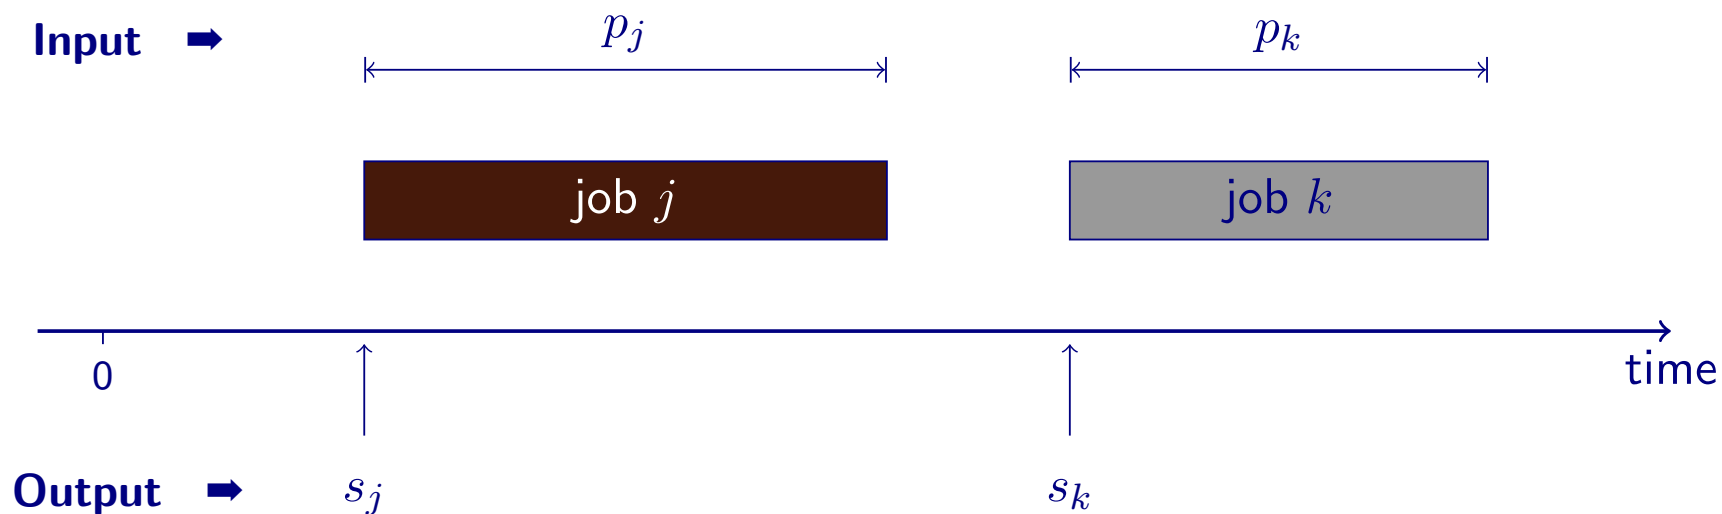 Input ➡ p_j p_k
job j job k
0 time
Output ➡ s_j s_k